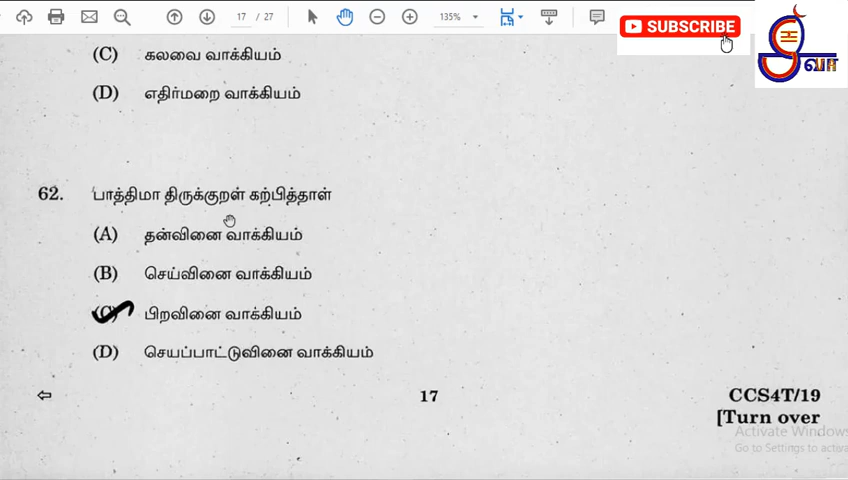 17 / 27
135%
SUBSCRIBE
வா
(C) கலவை வாக்கியம்
(D) எதிர்மறை வாக்கியம்
62. பாத்திமா திருக்குறள் கற்பித்தாள்
(A) தன்வினை வாக்கியம்
(B) செய்வினை வாக்கியம்
(C) பிறவினை வாக்கியம்
(D) செயப்பாட்டுவினை வாக்கியம்
17
CCS4T/19
[Turn over
Activate Windows
Go to Settings to activa